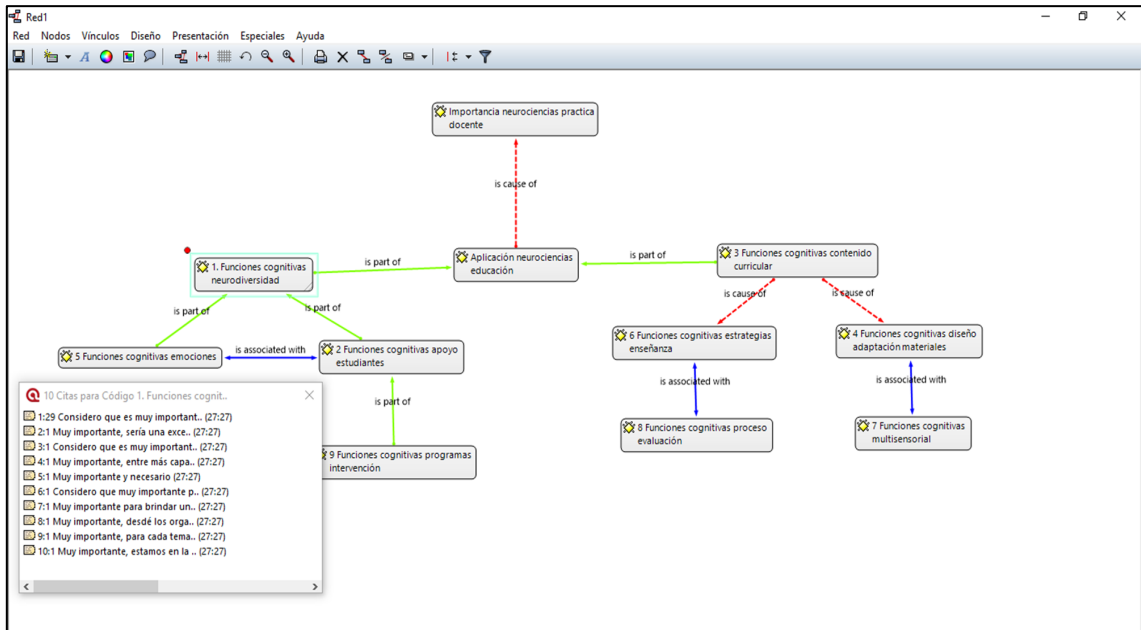 Red1
Red Nodos Vínculos Diseño Presentación Especiales Ayuda
Importancia neurociencias practica
docente
is cause of
1. Funciones cognitivas
neurodiversidad
is part of
Aplicación neurociencias
educación
is part of
3 Funciones cognitivas contenido
curricular
is part of
is part of
is cause of
is cause of
5 Funciones cognitivas emociones
is associated with
2 Funciones cognitivas apoyo
estudiantes
6 Funciones cognitivas estrategias
enseñanza
4 Funciones cognitivas diseño
adaptación materiales
is part of
is associated with
is associated with
9 Funciones cognitivas programas
intervención
8 Funciones cognitivas proceso
evaluación
7 Funciones cognitivas
multisensorial
10 Citas para Código 1. Funciones cognit..
1:29 Considero que es muy important.. (27:27)
2:1 Muy importante, sería una exce.. (27:27)
3:1 Considero que es muy important.. (27:27)
4:1 Muy importante, entre más capa.. (27:27)
5:1 Muy importante y necesario (27:27)
6:1 Considero que muy importante p.. (27:27)
7:1 Muy importante para brindar un.. (27:27)
8:1 Muy importante, desdé los orga.. (27:27)
9:1 Muy importante, para cada tema.. (27:27)
10:1 Muy importante, estamos en la .. (27:27)